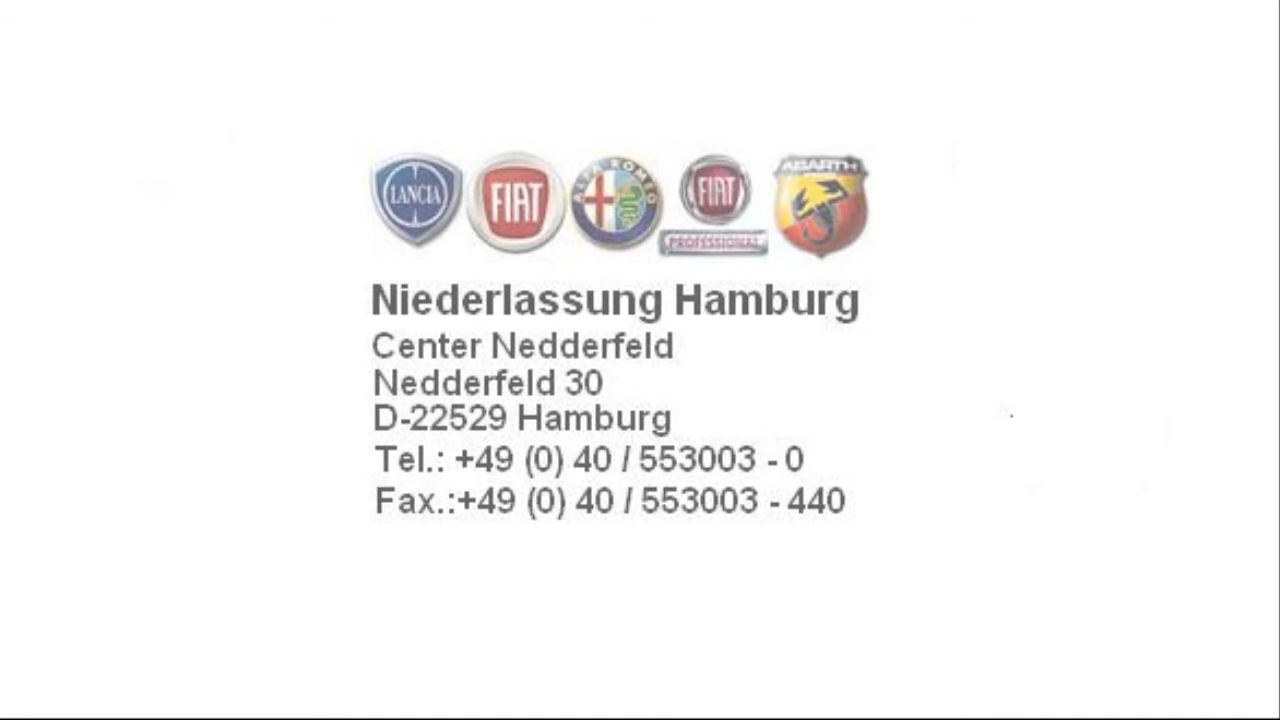 LANCIA FIAT ALFA ROMEO FIAT ABARTH
PROFESSIONAL
Niederlassung Hamburg
Center Nedderfeld
Nedderfeld 30
D-22529 Hamburg
Tel.: +49 (0) 40 / 553003 - 0
Fax.:+49 (0) 40 / 553003 - 440